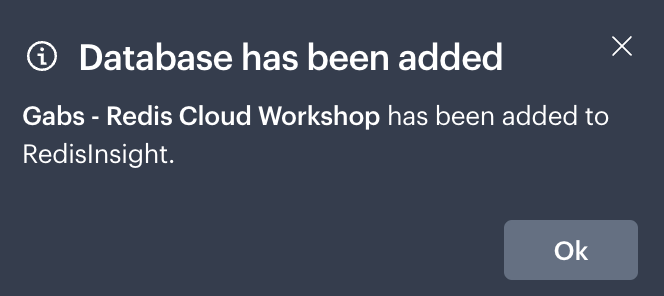 Database has been added
Gabs - Redis Cloud Workshop has been added to
RedisInsight.
Ok